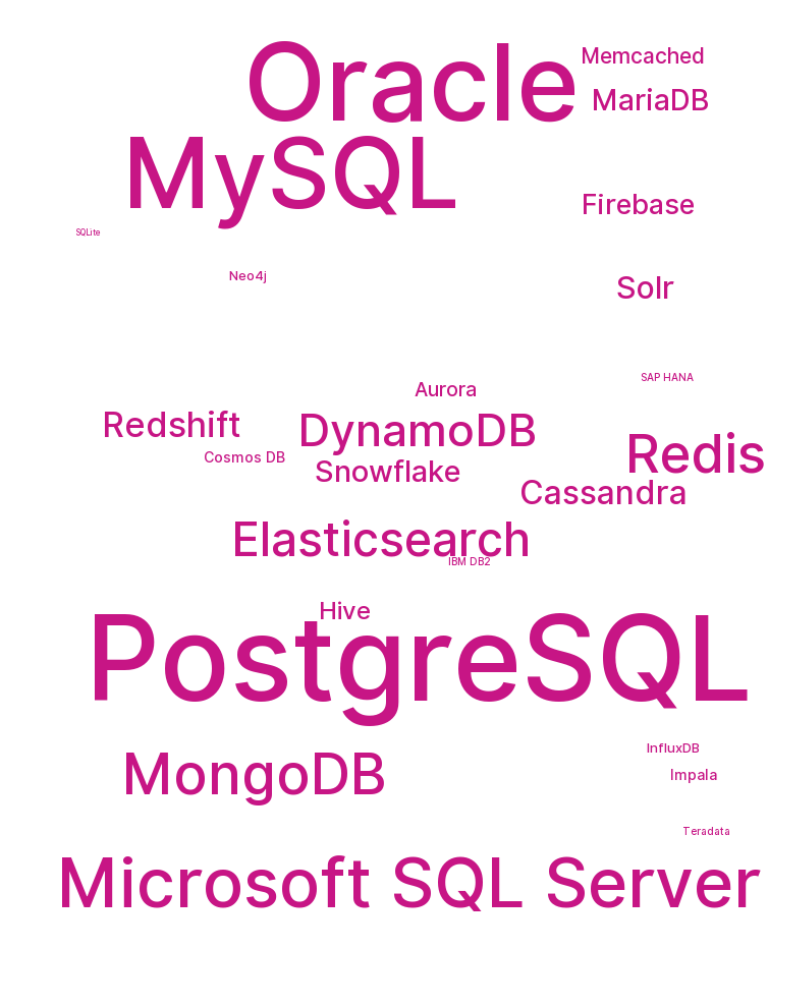 Oracle
Memcached
MariaDB
MySQL
Firebase
SQLite
Neo4j
Solr
SAP HANA
Aurora
Redshift
DynamoDB
Cosmos DB
Redis
Snowflake
Cassandra
Elasticsearch
IBM DB2
Hive
PostgreSQL
InfluxDB
MongoDB
Impala
Teradata
Microsoft SQL Server